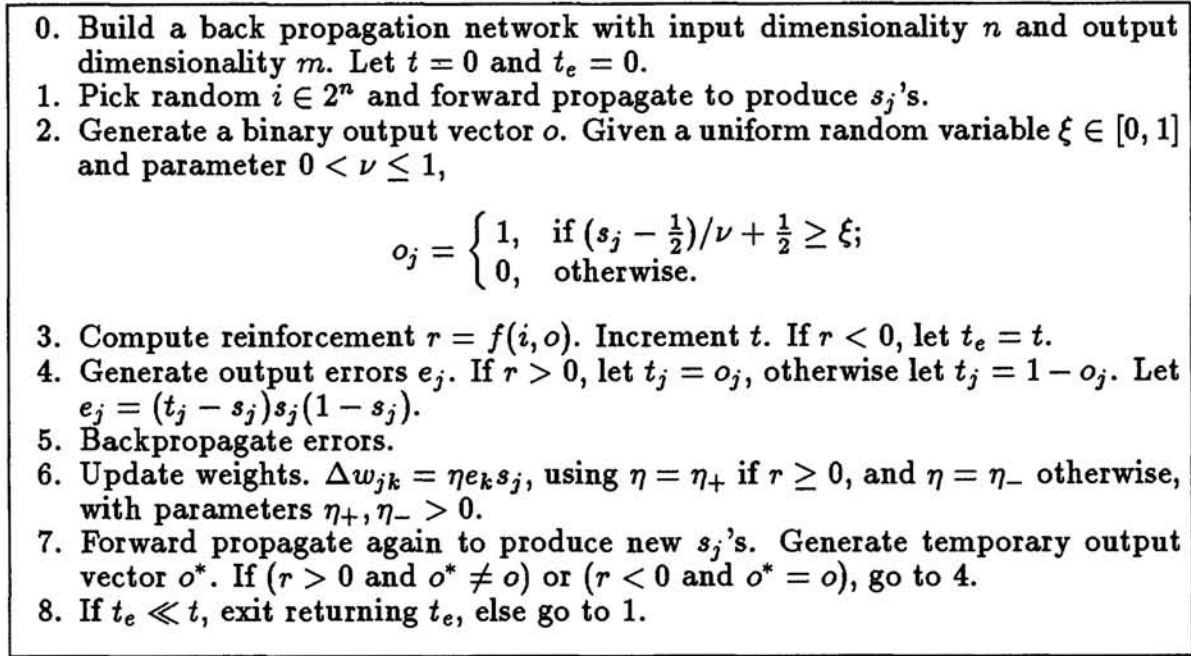 0. Build a back propagation network with input dimensionality n and output
dimensionality m. Let t = 0 and t_e = 0.
1. Pick random i ∈ 2^n and forward propagate to produce s_j's.
2. Generate a binary output vector o. Given a uniform random variable ξ ∈ [0, 1]
and parameter 0 < ν ≤ 1,
o_j = { 1, if (s_j − 1/2)/ν + 1/2 ≥ ξ;
0, otherwise.
3. Compute reinforcement r = f(i, o). Increment t. If r < 0, let t_e = t.
4. Generate output errors e_j. If r > 0, let t_j = o_j, otherwise let t_j = 1 − o_j. Let
e_j = (t_j − s_j)s_j(1 − s_j).
5. Backpropagate errors.
6. Update weights. Δw_jk = ηe_k s_j, using η = η_+ if r ≥ 0, and η = η_− otherwise,
with parameters η_+, η_− > 0.
7. Forward propagate again to produce new s_j's. Generate temporary output
vector o*. If (r > 0 and o* ≠ o) or (r < 0 and o* = o), go to 4.
8. If t_e ≪ t, exit returning t_e, else go to 1.